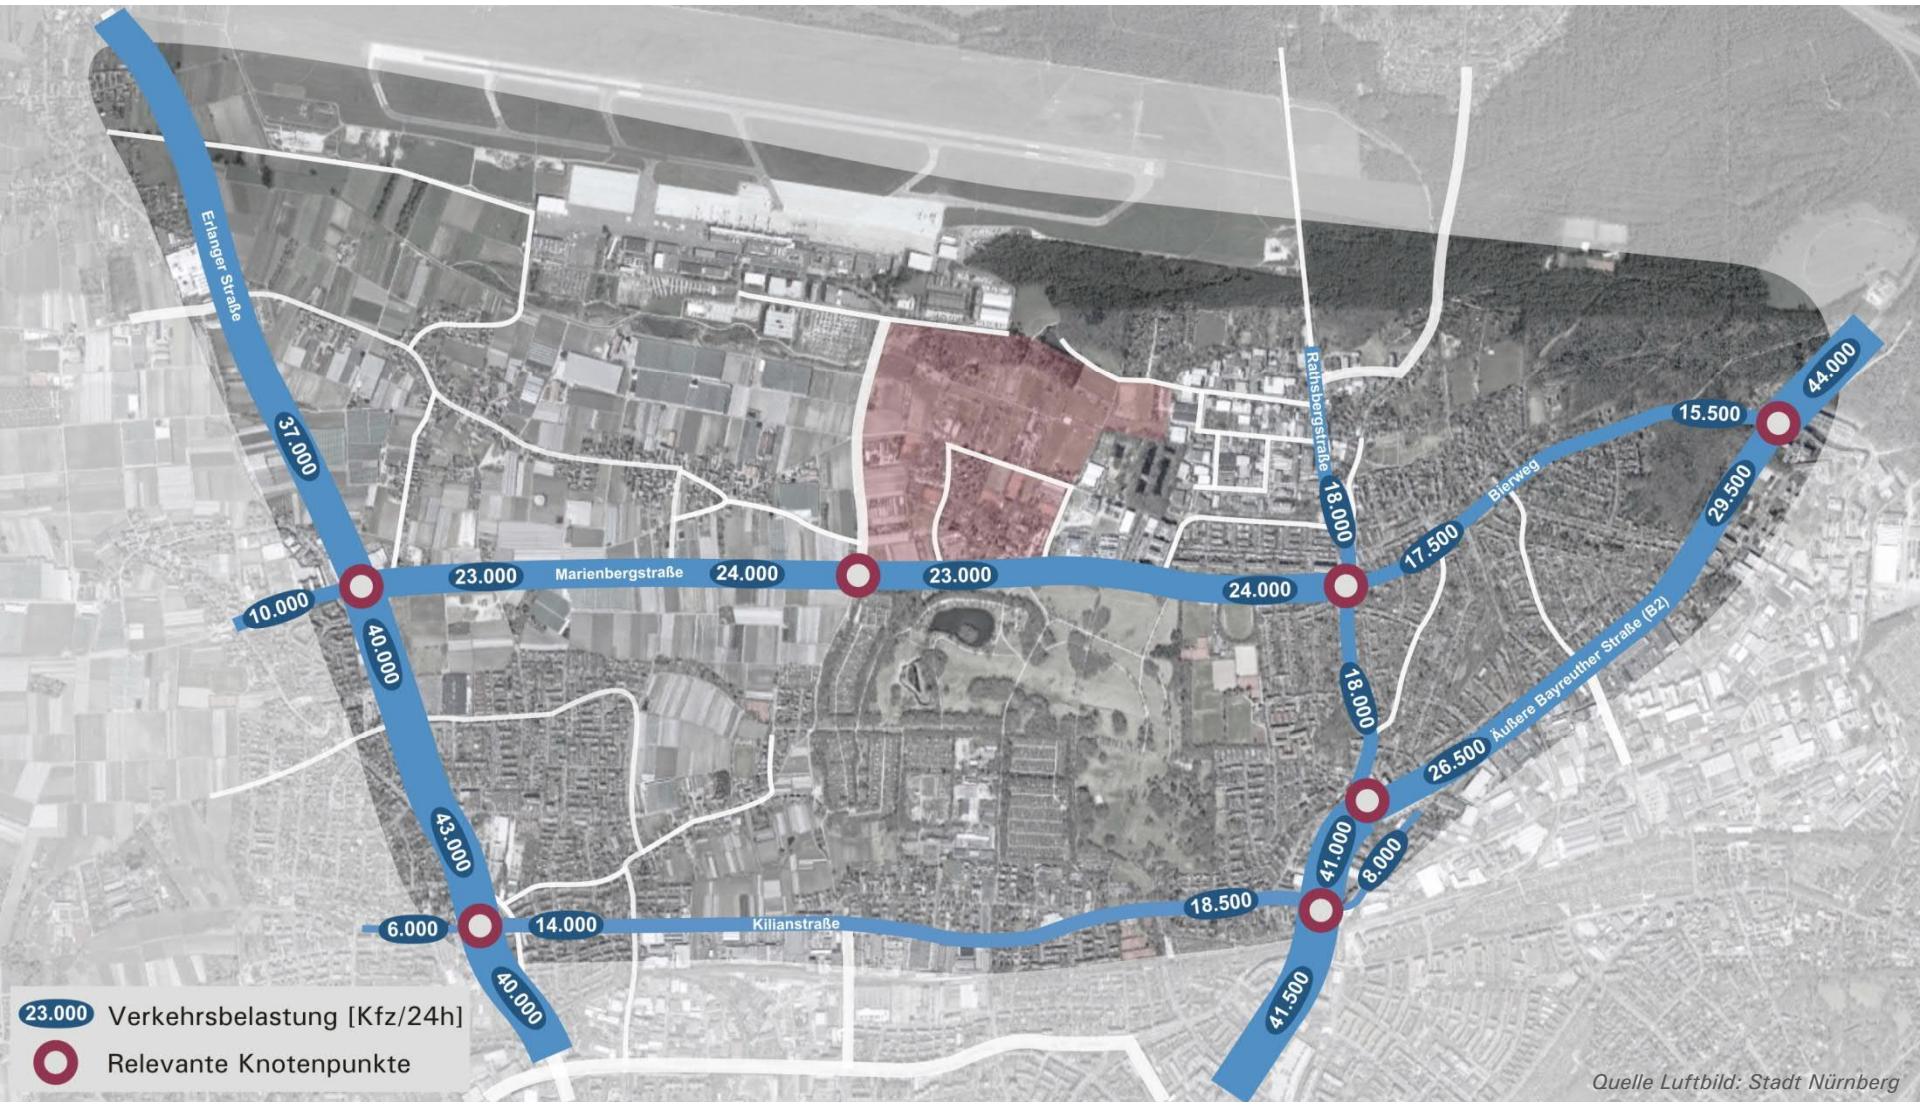 Erlanger Straße
37.000
10.000
23.000
Marienbergstraße
24.000
23.000
24.000
Rathsbergstraße
18.000
17.500
Bierweg
15.500
44.000
29.500
Äußere Bayreuther Straße (B2)
26.500
18.000
40.000
43.000
41.000
8.000
6.000
14.000
Kilianstraße
18.500
40.000
41.500
23.000 Verkehrsbelastung [Kfz/24h]
Relevante Knotenpunkte
Quelle Luftbild: Stadt Nürnberg